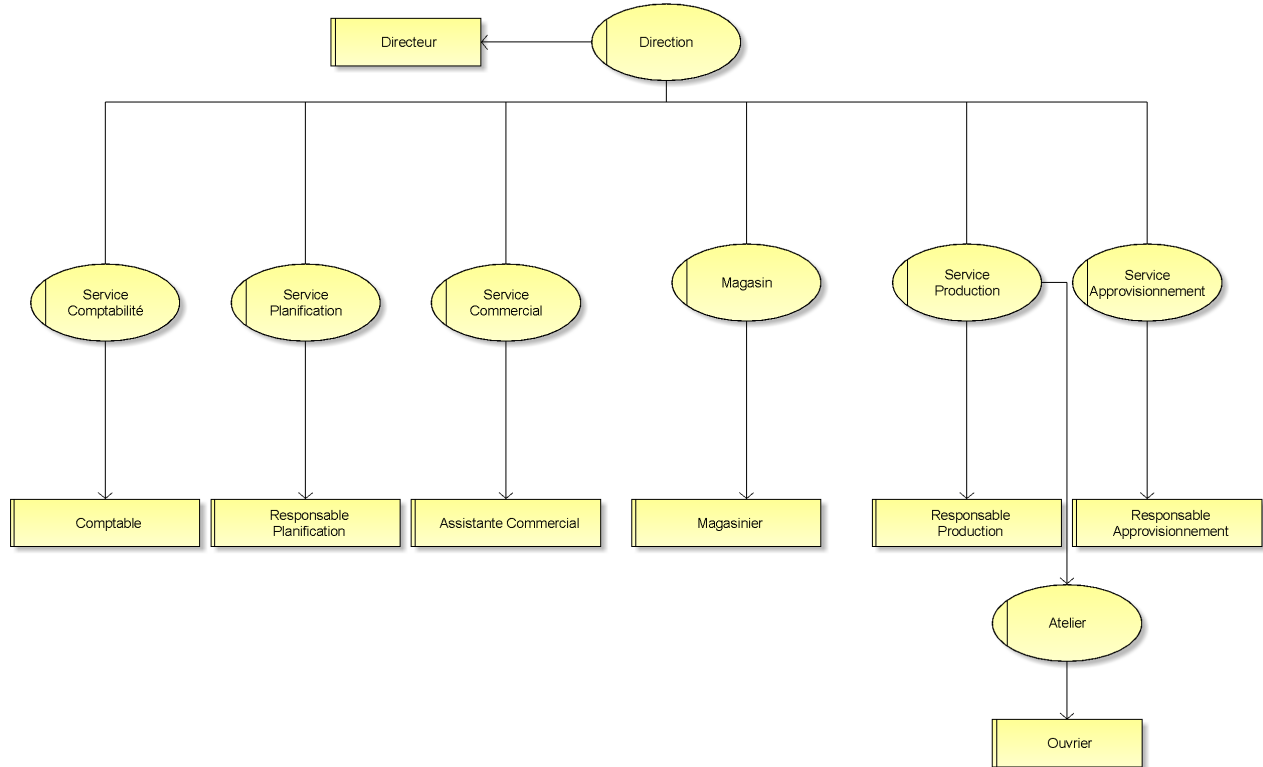 Directeur
Direction
Service
Comptabilité
Service
Planification
Service
Commercial
Magasin
Service
Production
Service
Approvisionnement
Comptable
Responsable
Planification
Assistante Commercial
Magasinier
Responsable
Production
Responsable
Approvisionnement
Atelier
Ouvrier